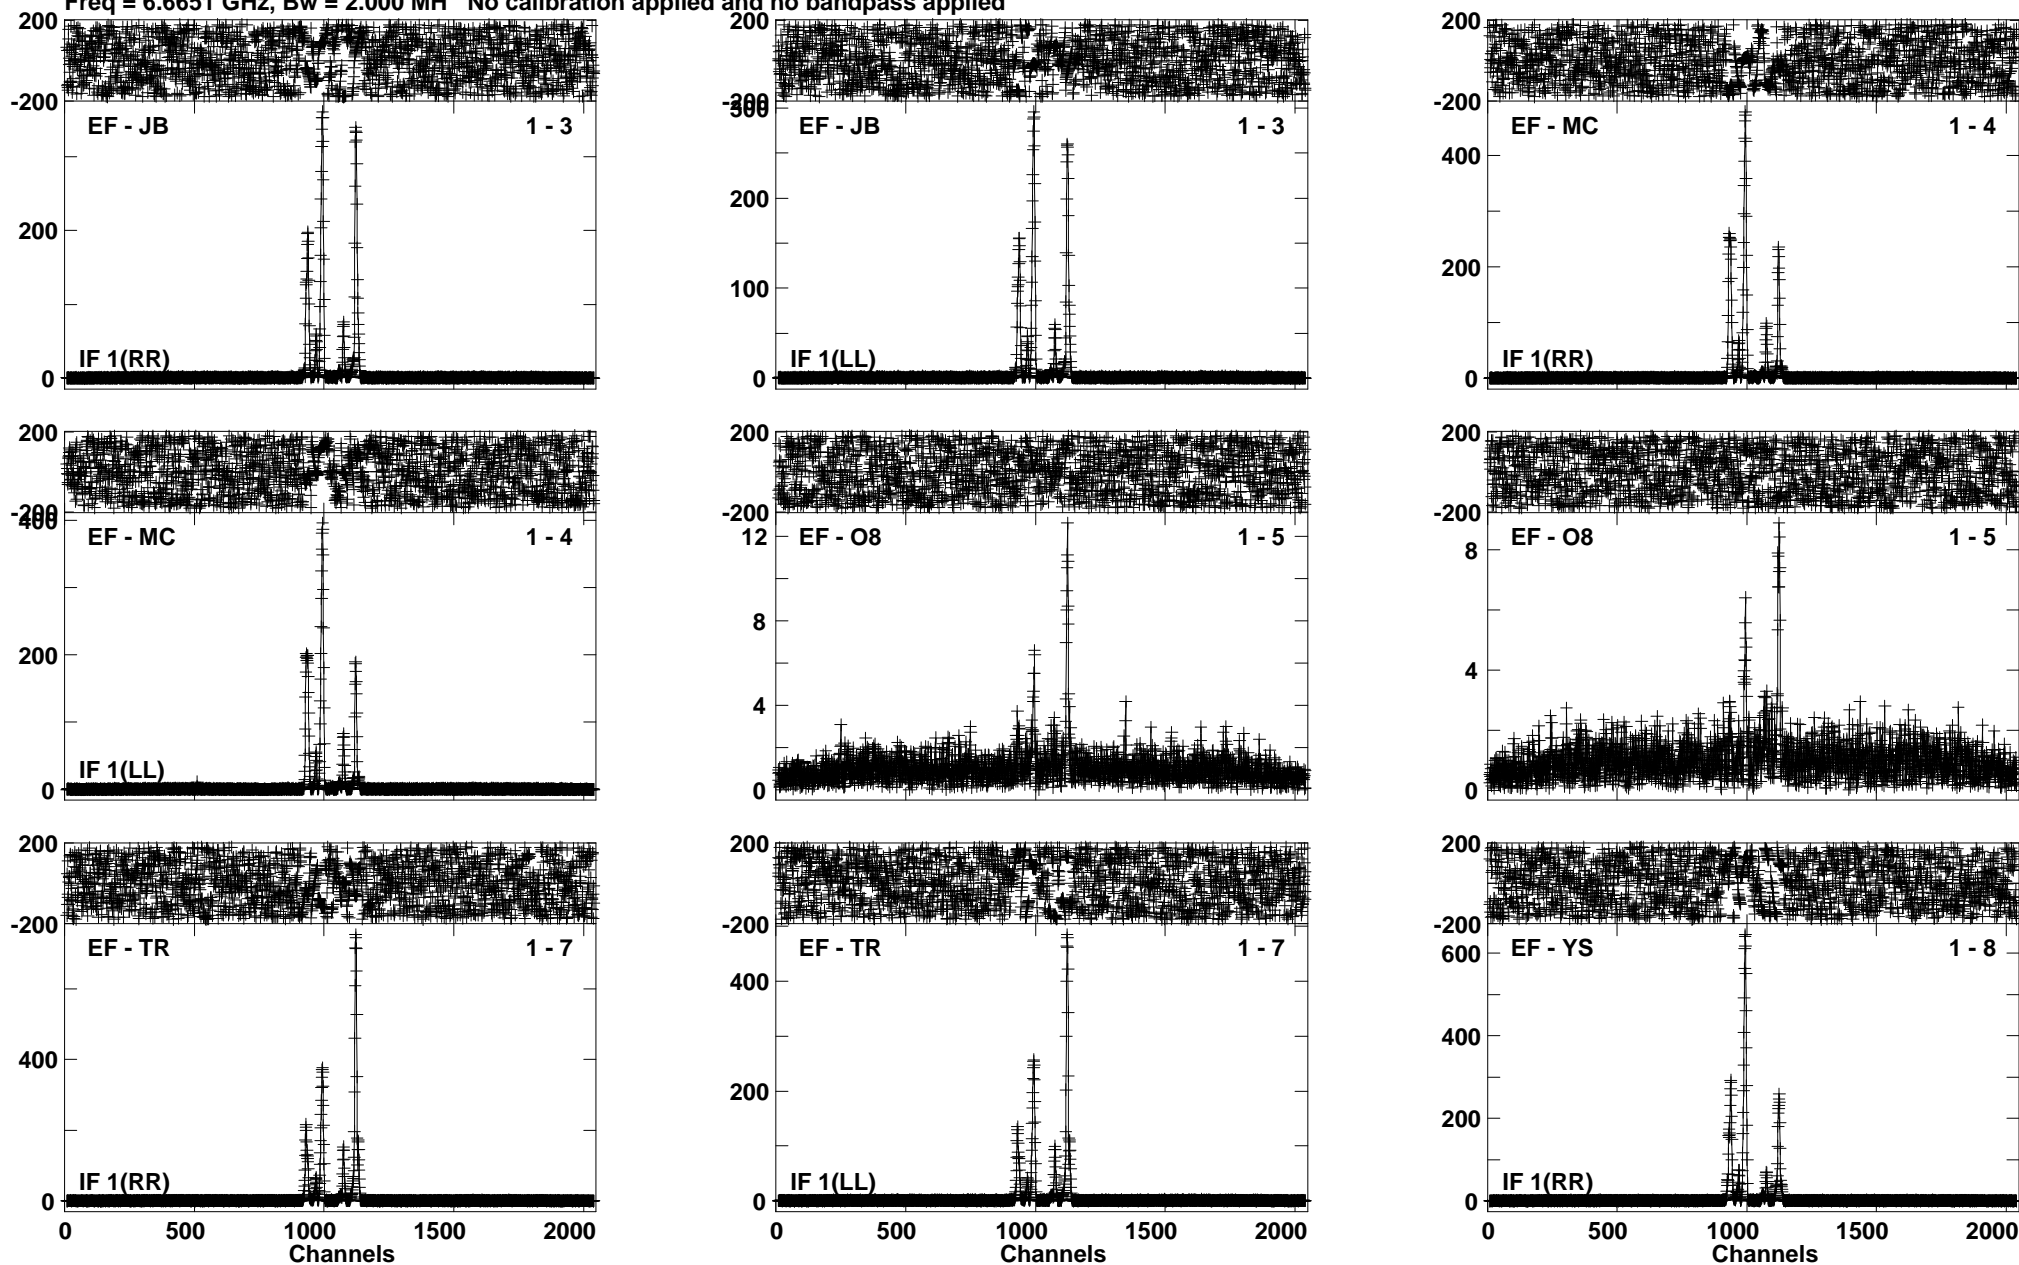 Freq = 6.6651 GHz, Bw = 2.000 MH No calibration applied and no bandpass applied
200
-200
EF - JB 1 - 3
200
IF 1(RR)
0
200
-200
300
EF - JB 1 - 3
200
100
IF 1(LL)
0
200
-200
EF - MC 1 - 4
400
200
IF 1(RR)
0
200
-200
400
EF - MC 1 - 4
200
IF 1(LL)
0
200
-200
12
EF - O8 1 - 5
8
4
0
200
-200
EF - O8 1 - 5
8
4
0
200
-200
EF - TR 1 - 7
400
IF 1(RR)
0
0 500 1000 1500 2000
Channels
200
-200
EF - TR 1 - 7
400
200
IF 1(LL)
0
0 500 1000 1500 2000
Channels
200
-200
EF - YS 1 - 8
600
400
200
IF 1(RR)
0
0 500 1000 1500 2000
Channels